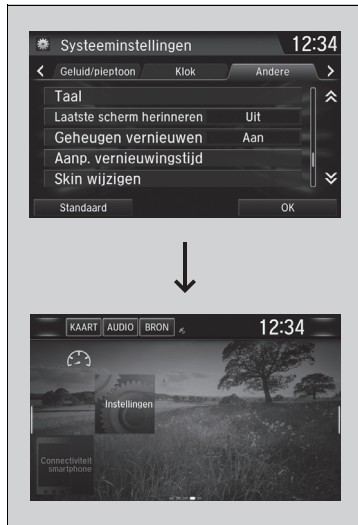 Systeeminstellingen 12:34
Geluid/pieptoon Klok Andere
Taal
Laatste scherm herinneren Uit
Geheugen vernieuwen Aan
Aanp. vernieuwingstijd
Skin wijzigen
Standaard OK
KAART AUDIO BRON 12:34
Instellingen
Connectiviteit
smartphone